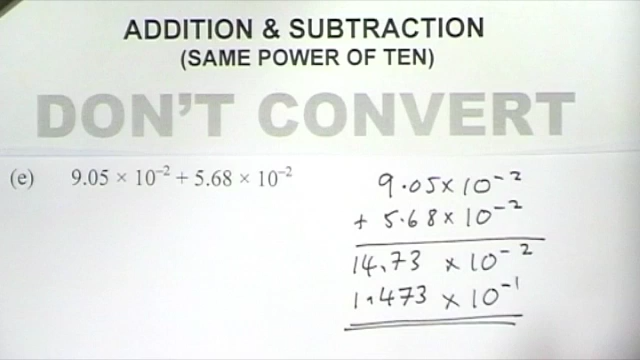 ADDITION & SUBTRACTION
(SAME POWER OF TEN)
DON'T CONVERT
(e) 9.05 × 10⁻² + 5.68 × 10⁻²
9.05 × 10⁻²
+ 5.68 × 10⁻²
14.73 × 10⁻²
1.473 × 10⁻¹